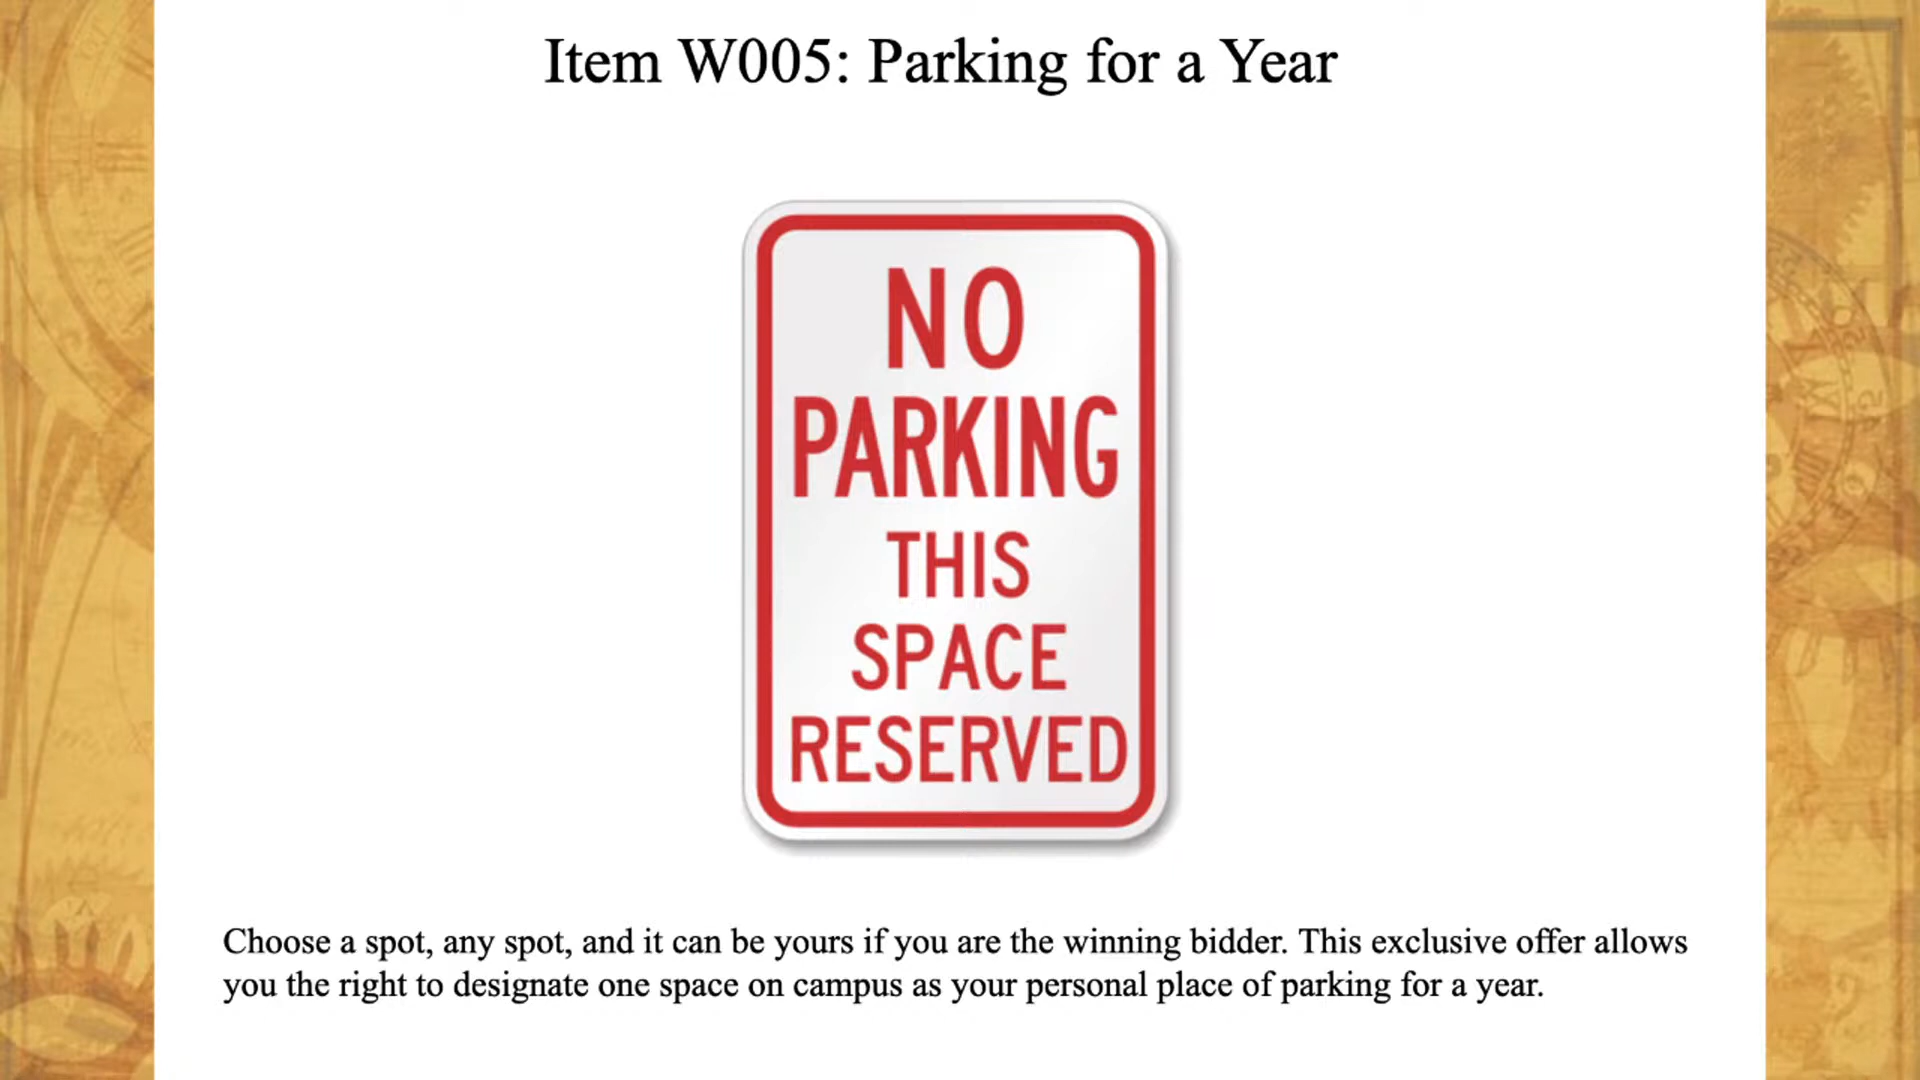 Item W005: Parking for a Year
NO
PARKING
THIS
SPACE
RESERVED
Choose a spot, any spot, and it can be yours if you are the winning bidder. This exclusive offer allows
you the right to designate one space on campus as your personal place of parking for a year.